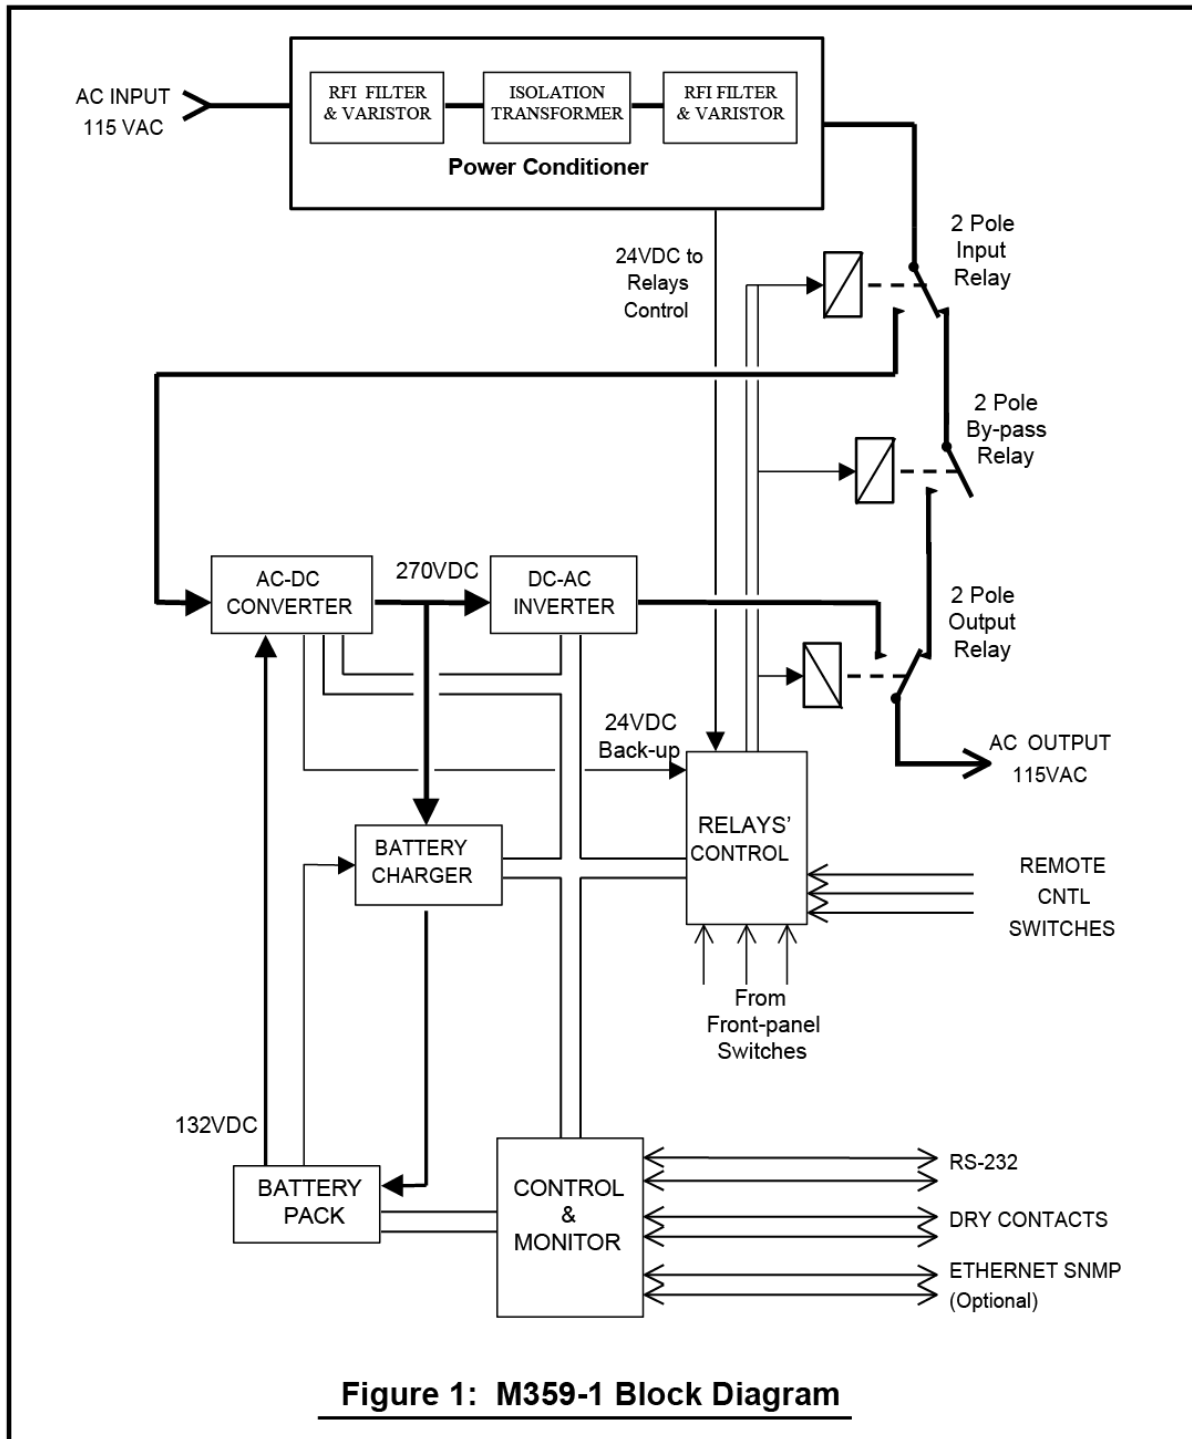 RFI FILTER
& VARISTOR
ISOLATION
TRANSFORMER
RFI FILTER
& VARISTOR
Power Conditioner
AC INPUT
115 VAC
24VDC to
Relays
Control
2 Pole
Input
Relay
2 Pole
By-pass
Relay
AC-DC
CONVERTER
270VDC
DC-AC
INVERTER
2 Pole
Output
Relay
24VDC
Back-up
AC OUTPUT
115VAC
BATTERY
CHARGER
RELAYS’
CONTROL
REMOTE
CNTL
SWITCHES
From
Front-panel
Switches
132VDC
BATTERY
PACK
CONTROL
&
MONITOR
RS-232
DRY CONTACTS
ETHERNET SNMP
(Optional)
Figure 1: M359-1 Block Diagram